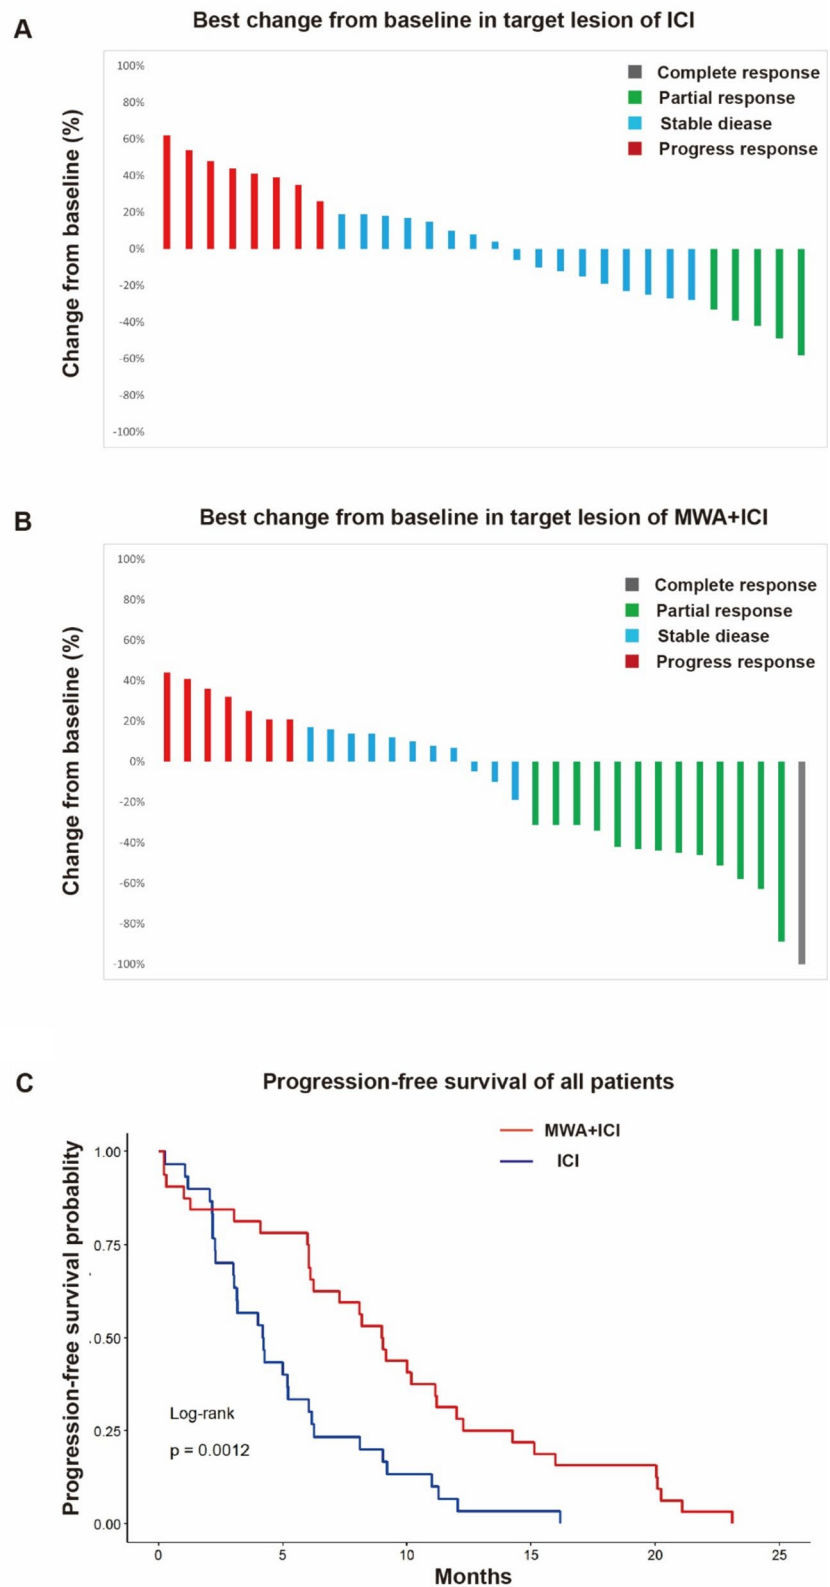 A
Best change from baseline in target lesion of ICI
Change from baseline (%)
100%
80%
60%
40%
20%
0%
-20%
-40%
-60%
-80%
-100%
Complete response
Partial response
Stable diease
Progress response
B
Best change from baseline in target lesion of MWA+ICI
Change from baseline (%)
100%
80%
60%
40%
20%
0%
-20%
-40%
-60%
-80%
-100%
Complete response
Partial response
Stable diease
Progress response
C
Progression-free survival of all patients
Progression-free survival probablity
1.00
0.75
0.50
0.25
0.00
MWA+ICI
ICI
Log-rank
p = 0.0012
0 5 10 15 20 25
Months